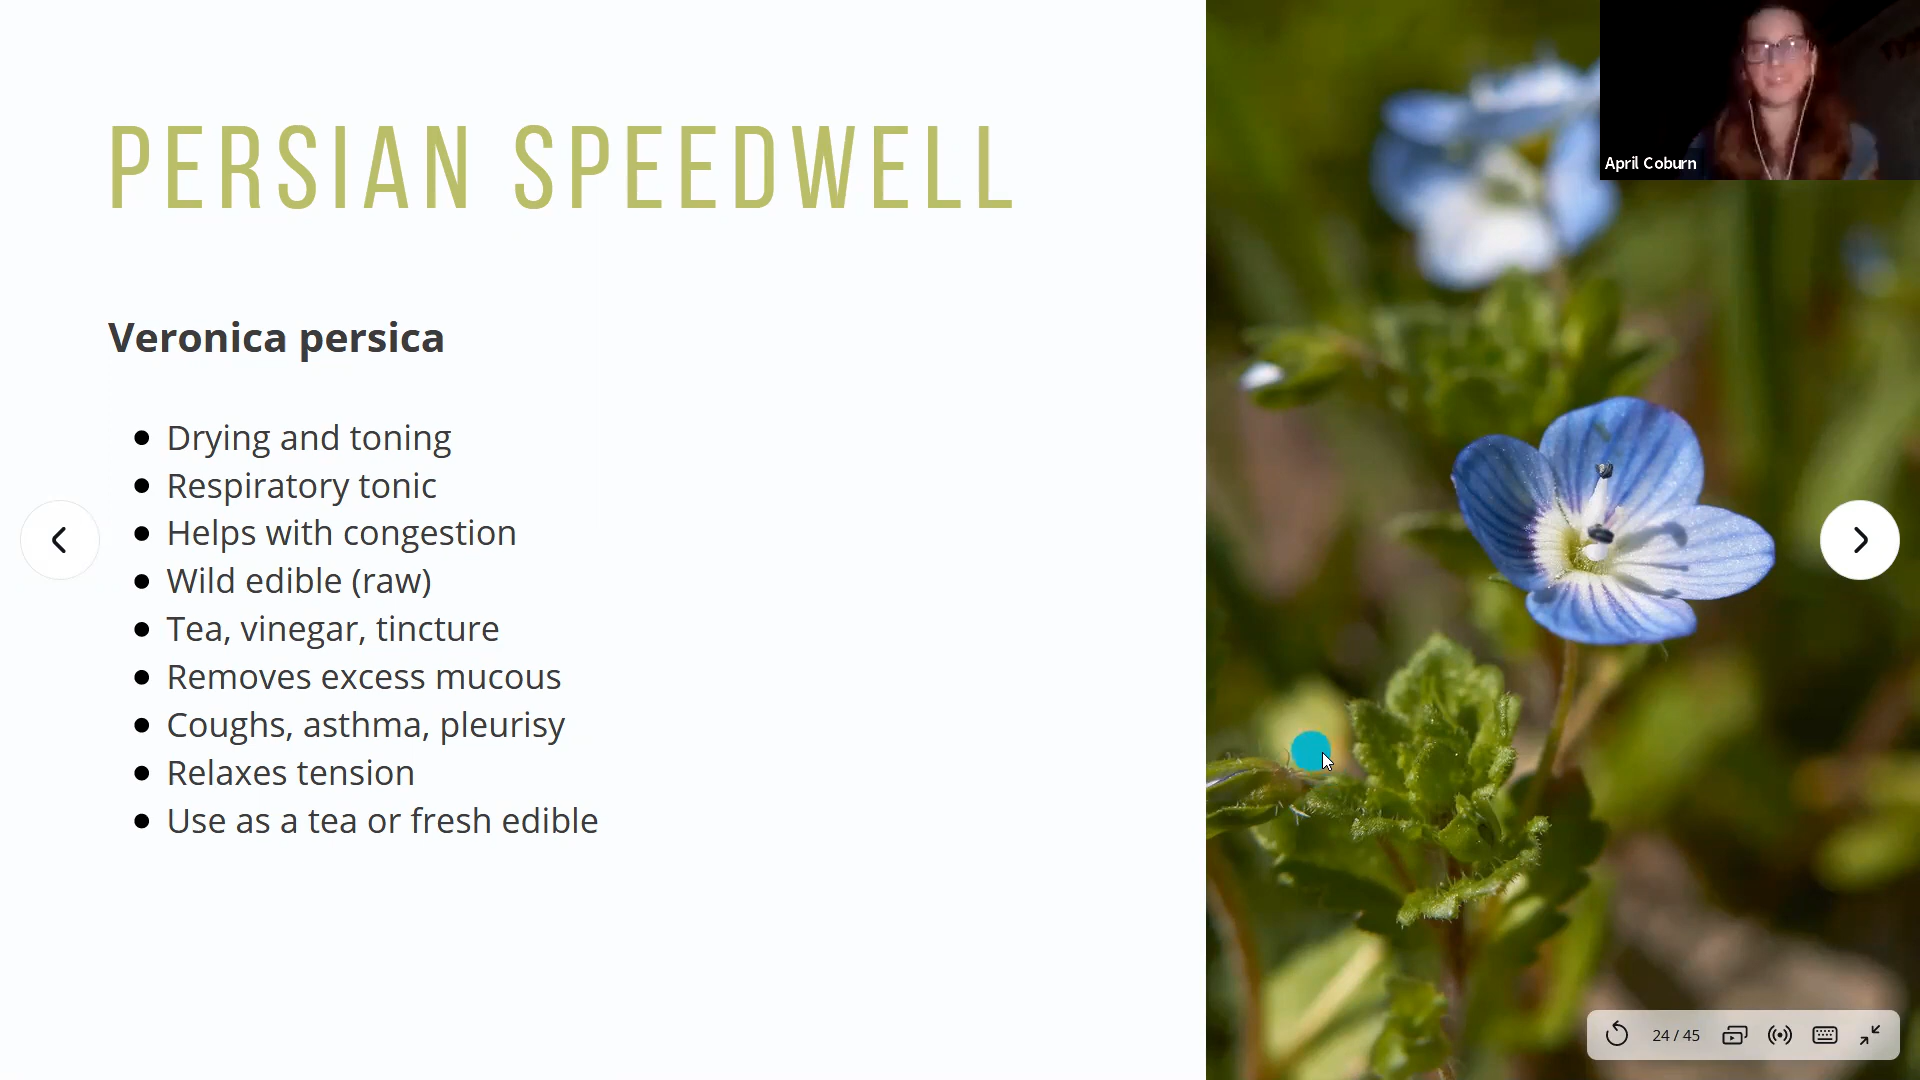 PERSIAN SPEEDWELL
April Coburn
Veronica persica
Drying and toning
Respiratory tonic
Helps with congestion
Wild edible (raw)
Tea, vinegar, tincture
Removes excess mucous
Coughs, asthma, pleurisy
Relaxes tension
Use as a tea or fresh edible
24 / 45